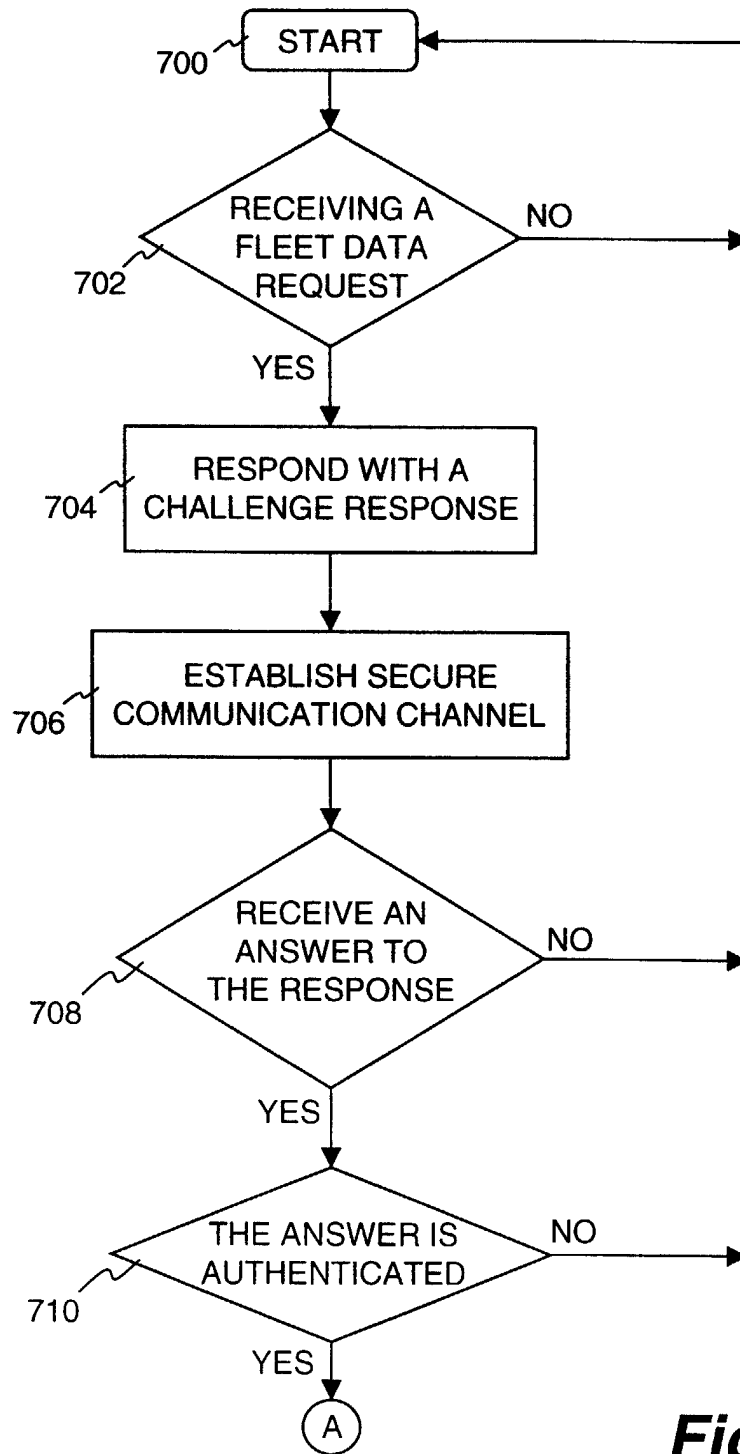 700
START
RECEIVING A
FLEET DATA
REQUEST
NO
702
YES
RESPOND WITH A
CHALLENGE RESPONSE
704
ESTABLISH SECURE
COMMUNICATION CHANNEL
706
RECEIVE AN
ANSWER TO
THE RESPONSE
NO
708
YES
THE ANSWER IS
AUTHENTICATED
NO
710
YES
A